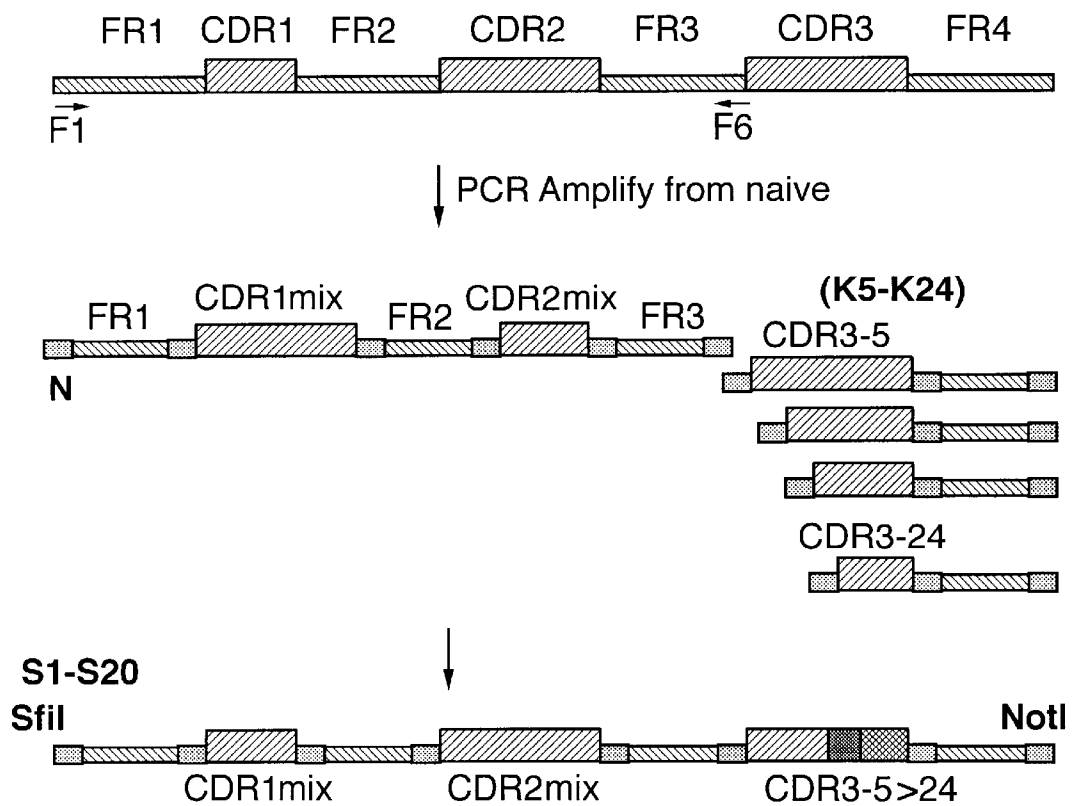 FR1 CDR1 FR2 CDR2 FR3 CDR3 FR4
F1 F6
PCR Amplify from naive
FR1 CDR1mix FR2 CDR2mix FR3
N
(K5-K24)
CDR3-5
CDR3-24
S1-S20
SfiI NotI
CDR1mix CDR2mix CDR3-5>24